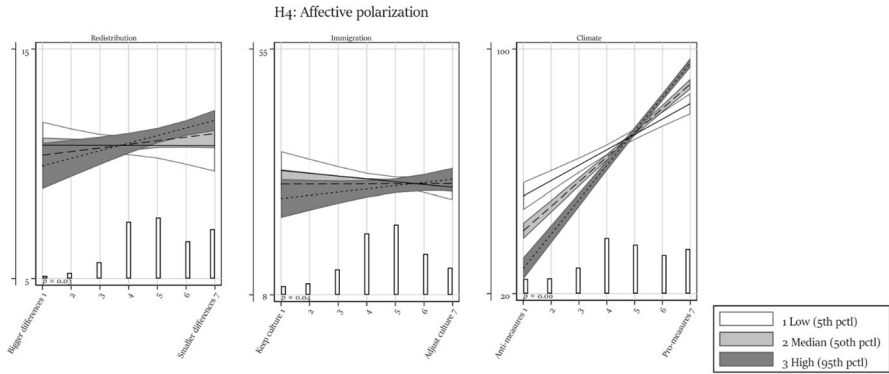 H4: Affective polarization
Redistribution
15
5
p = 0.03
Bigger differences 1
2
3
4
5
6
Smaller differences 7
Immigration
55
8
p = 0.04
Keep culture 1
2
3
4
5
6
Adjust culture 7
Climate
100
20
p = 0.00
Anti-measures 1
2
3
4
5
6
Pro-measures 7
1 Low (5th pctl)
2 Median (50th pctl)
3 High (95th pctl)